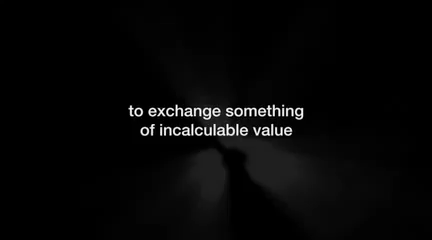 to exchange something
of incalculable value